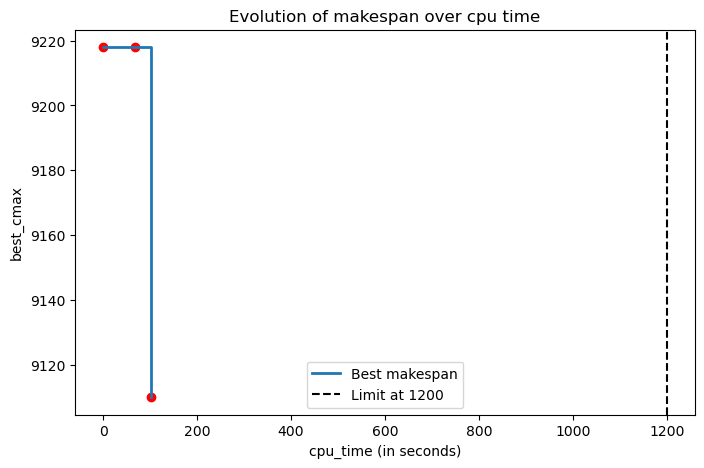 Evolution of makespan over cpu time
best_cmax
9220
9200
9180
9160
9140
9120
Best makespan
Limit at 1200
0
200
400
600
800
1000
1200
cpu_time (in seconds)